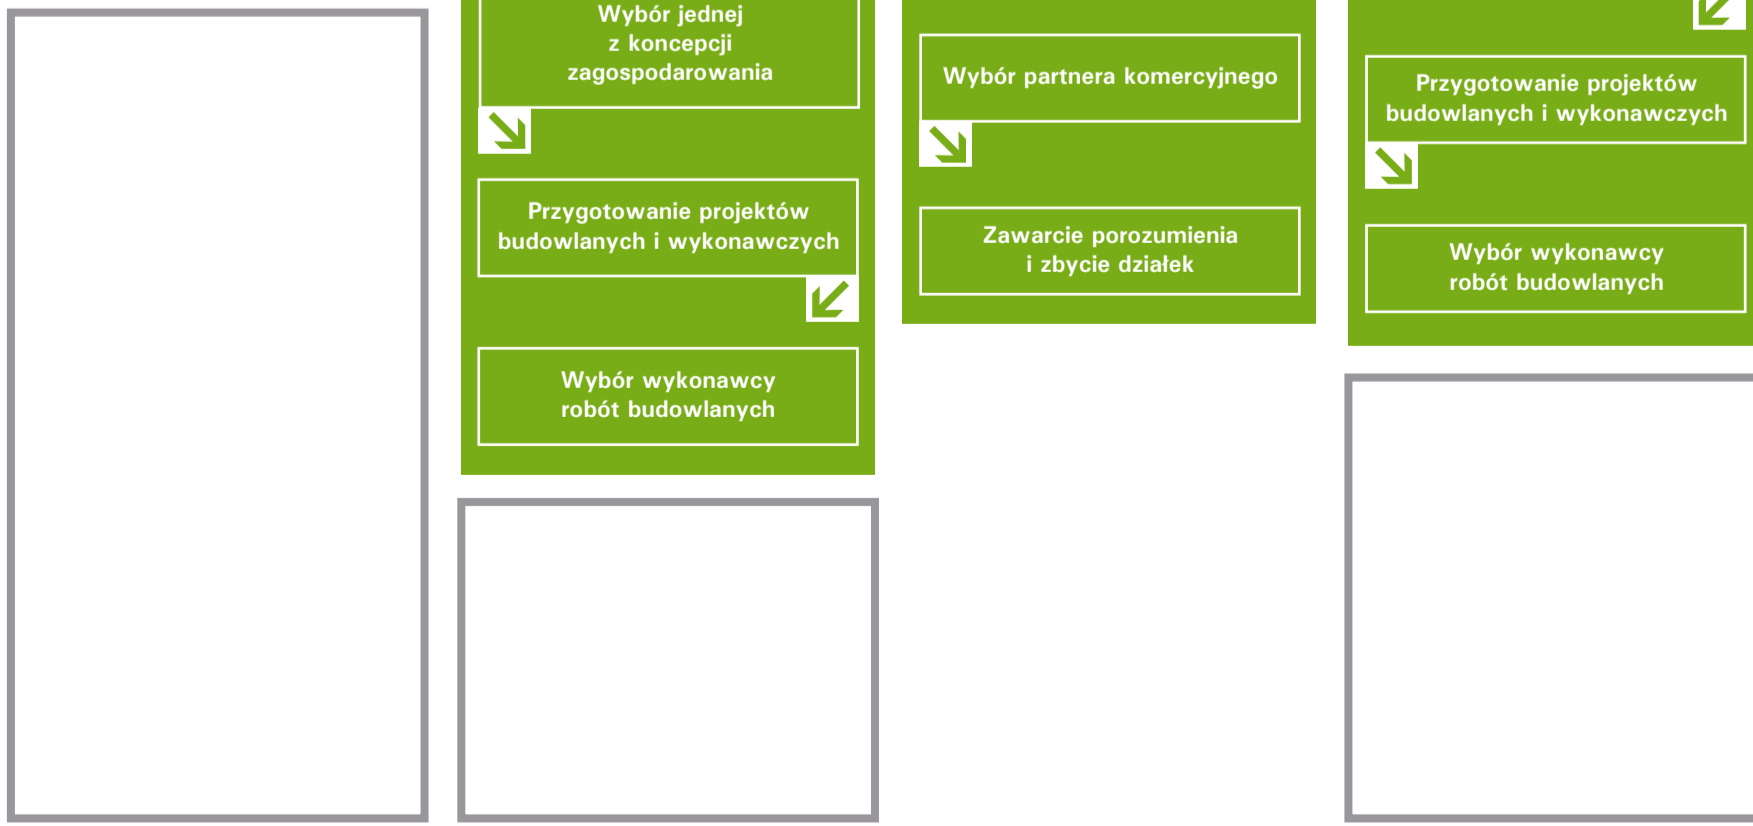 Wybór jednej
z koncepcji
zagospodarowania
Przygotowanie projektów
budowlanych i wykonawczych
Wybór wykonawcy
robót budowlanych
Wybór partnera komercyjnego
Zawarcie porozumienia
i zbycie działek
Przygotowanie projektów
budowlanych i wykonawczych
Wybór wykonawcy
robót budowlanych